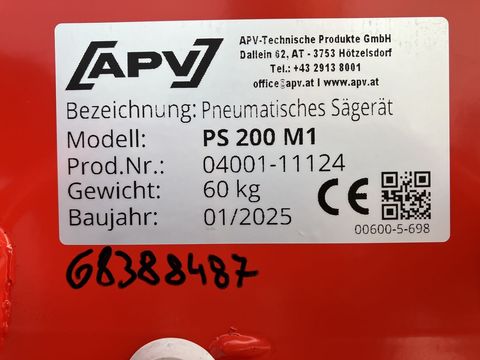 APV
APV-Technische Produkte GmbH
Dallein 62, AT - 3753 Hötzelsdorf
Tel.: +43 2913 8001
office@apv.at I www.apv.at
Bezeichnung: Pneumatisches Sägerät
Modell: PS 200 M1
Prod.Nr.: 04001-11124
Gewicht: 60 kg
Baujahr: 01/2025
CE
00600-5-698
68388487